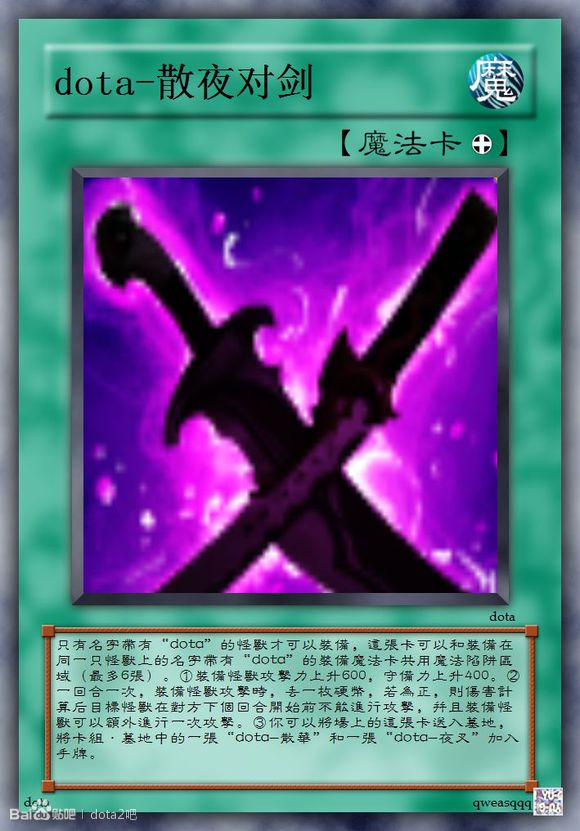 dota-散夜对剑
魔
【魔法卡】
dota
只有名字帶有“dota”的怪獸才可以裝備，這張卡可以和裝備在
同一只怪獸上的名字帶有“dota”的裝備魔法卡共用魔法陷阱區
域（最多6張）。①裝備怪獸攻擊力上升600，守備力上升400。②
一回合一次，裝備怪獸攻擊時，丟一枚硬幣，若為正，則傷害計
算后目標怪獸在對方下個回合開始前不能進行攻擊，并且裝備怪
獸可以額外進行一次攻擊。③你可以將場上的這張卡送入墓地，
將卡組·墓地中的一張“dota-散華”和一張“dota-夜叉”加入
手牌。
qweasqqq
Bai贴吧 | dota2吧